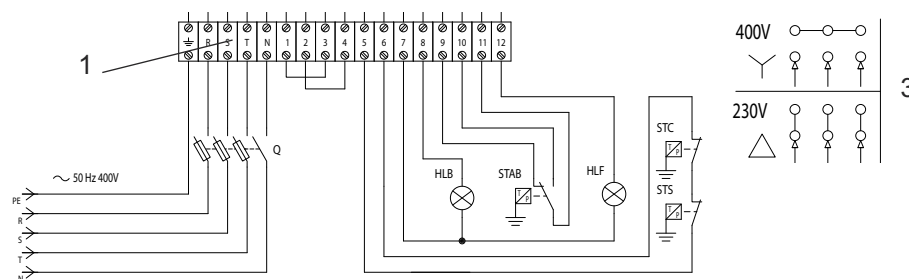 R S T N 1 2 3 4 5 6 7 8 9 10 11 12
1
Q
50 Hz 400V
PE
R
S
T
N
HLB
STAB
T P
HLF
STC
T P
STS
T P
400V
230V
3